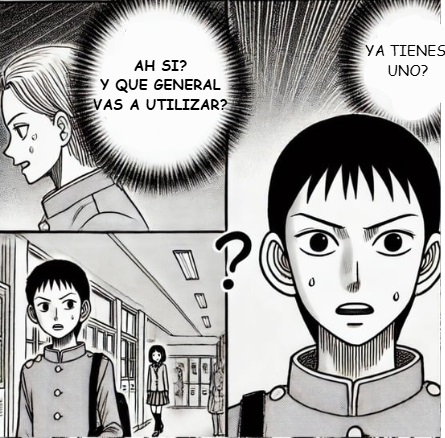 AH SI?
Y QUE GENERAL
VAS A UTILIZAR?
YA TIENES
UNO?
?